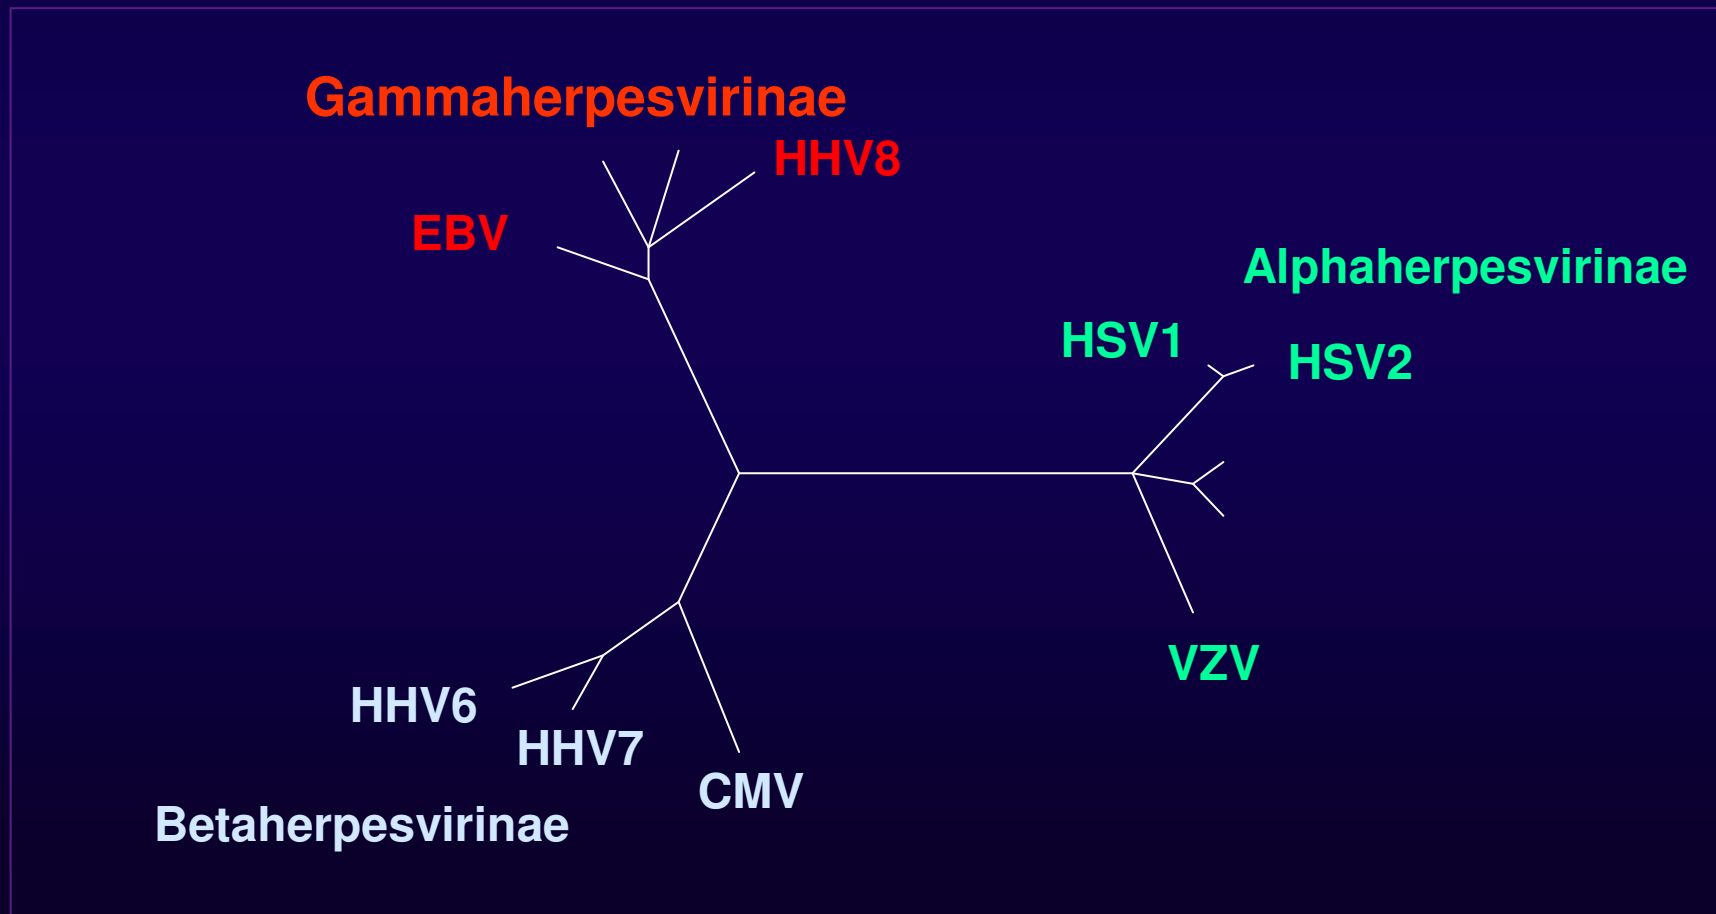 Gammaherpesvirinae
HHV8
EBV
Alphaherpesvirinae
HSV1
HSV2
VZV
HHV6
HHV7
CMV
Betaherpesvirinae